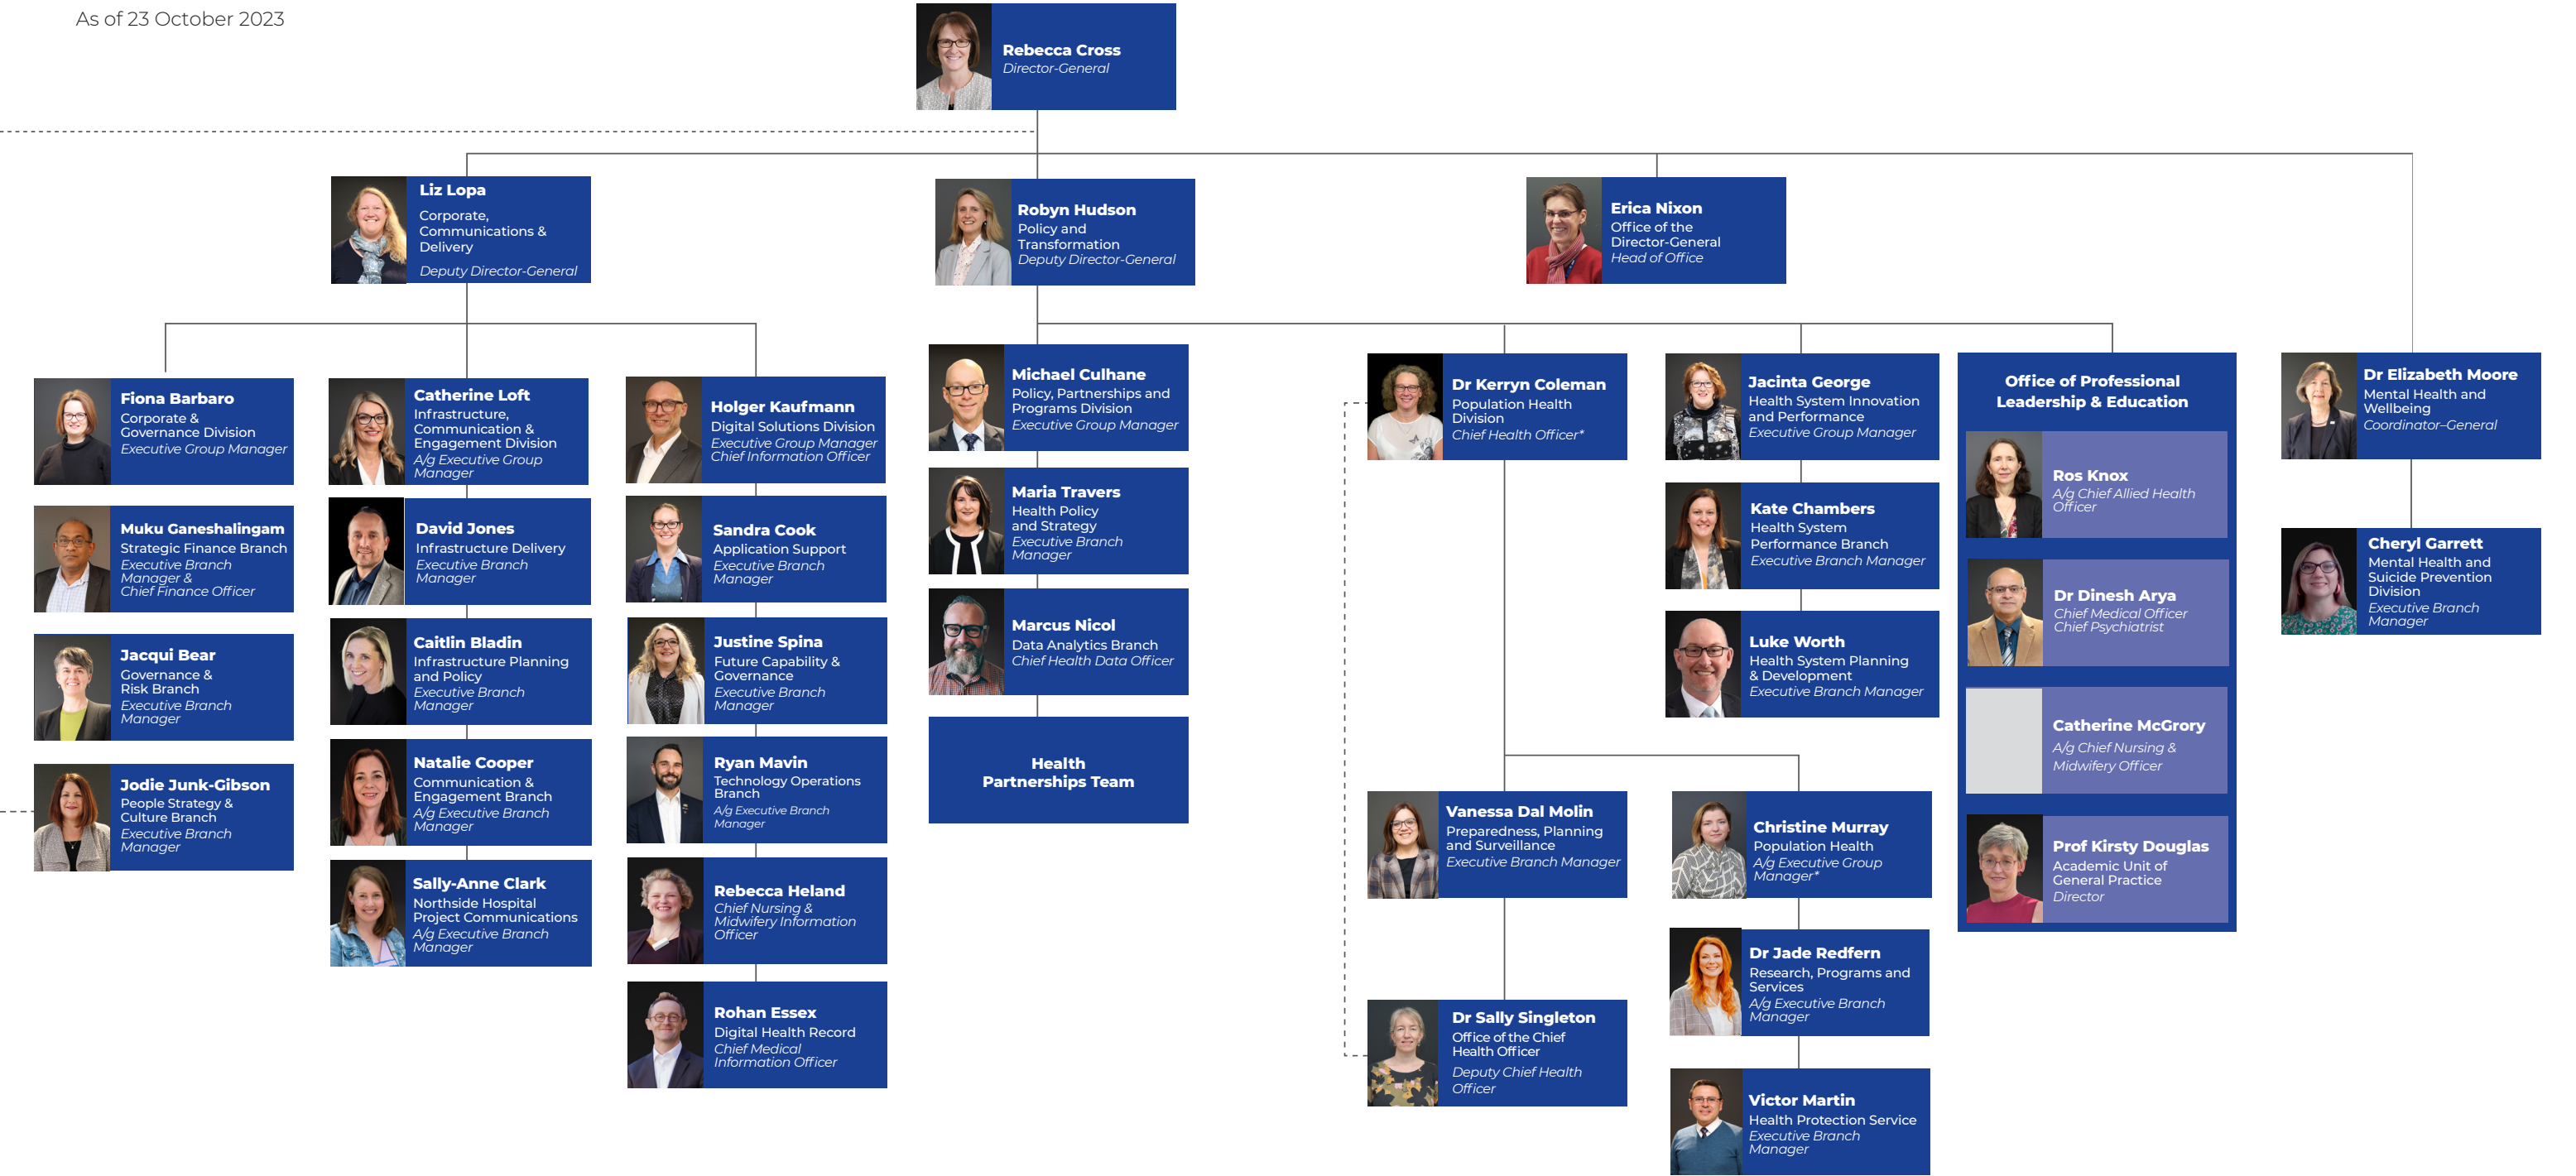 As of 23 October 2023
Rebecca Cross
Director-General
Liz Lopa
Corporate,
Communications &
Delivery
Deputy Director-General
Robyn Hudson
Policy and
Transformation
Deputy Director-General
Erica Nixon
Office of the
Director-General
Head of Office
Fiona Barbaro
Corporate &
Governance Division
Executive Group Manager
Muku Ganeshalingam
Strategic Finance Branch
Executive Branch
Manager &
Chief Finance Officer
Jacqui Bear
Governance &
Risk Branch
Executive Branch
Manager
Jodie Junk-Gibson
People Strategy &
Culture Branch
Executive Branch
Manager
Catherine Loft
Infrastructure,
Communication &
Engagement Division
A/g Executive Group
Manager
David Jones
Infrastructure Delivery
Executive Branch
Manager
Caitlin Bladin
Infrastructure Planning
and Policy
Executive Branch
Manager
Natalie Cooper
Communication &
Engagement Branch
A/g Executive Branch
Manager
Sally-Anne Clark
Northside Hospital
Project Communications
A/g Executive Branch
Manager
Holger Kaufmann
Digital Solutions Division
Executive Group Manager
Chief Information Officer
Sandra Cook
Application Support
Executive Branch
Manager
Justine Spina
Future Capability &
Governance
Executive Branch
Manager
Ryan Mavin
Technology Operations
Branch
A/g Executive Branch
Manager
Rebecca Heland
Chief Nursing &
Midwifery Information
Officer
Rohan Essex
Digital Health Record
Chief Medical
Information Officer
Michael Culhane
Policy, Partnerships and
Programs Division
Executive Group Manager
Maria Travers
Health Policy
and Strategy
Executive Branch
Manager
Marcus Nicol
Data Analytics Branch
Chief Health Data Officer
Health
Partnerships Team
Dr Kerryn Coleman
Population Health
Division
Chief Health Officer*
Vanessa Dal Molin
Preparedness, Planning
and Surveillance
Executive Branch Manager
Dr Sally Singleton
Office of the Chief
Health Officer
Deputy Chief Health
Officer
Jacinta George
Health System Innovation
and Performance
Executive Group Manager
Kate Chambers
Health System
Performance Branch
Executive Branch Manager
Luke Worth
Health System Planning
& Development
Executive Branch Manager
Christine Murray
Population Health
A/g Executive Group
Manager*
Dr Jade Redfern
Research, Programs and
Services
A/g Executive Branch
Manager
Victor Martin
Health Protection Service
Executive Branch
Manager
Office of Professional
Leadership & Education
Ros Knox
A/g Chief Allied Health
Officer
Dr Dinesh Arya
Chief Medical Officer
Chief Psychiatrist
Catherine McGrory
A/g Chief Nursing &
Midwifery Officer
Prof Kirsty Douglas
Academic Unit of
General Practice
Director
Dr Elizabeth Moore
Mental Health and
Wellbeing
Coordinator–General
Cheryl Garrett
Mental Health and
Suicide Prevention
Division
Executive Branch
Manager